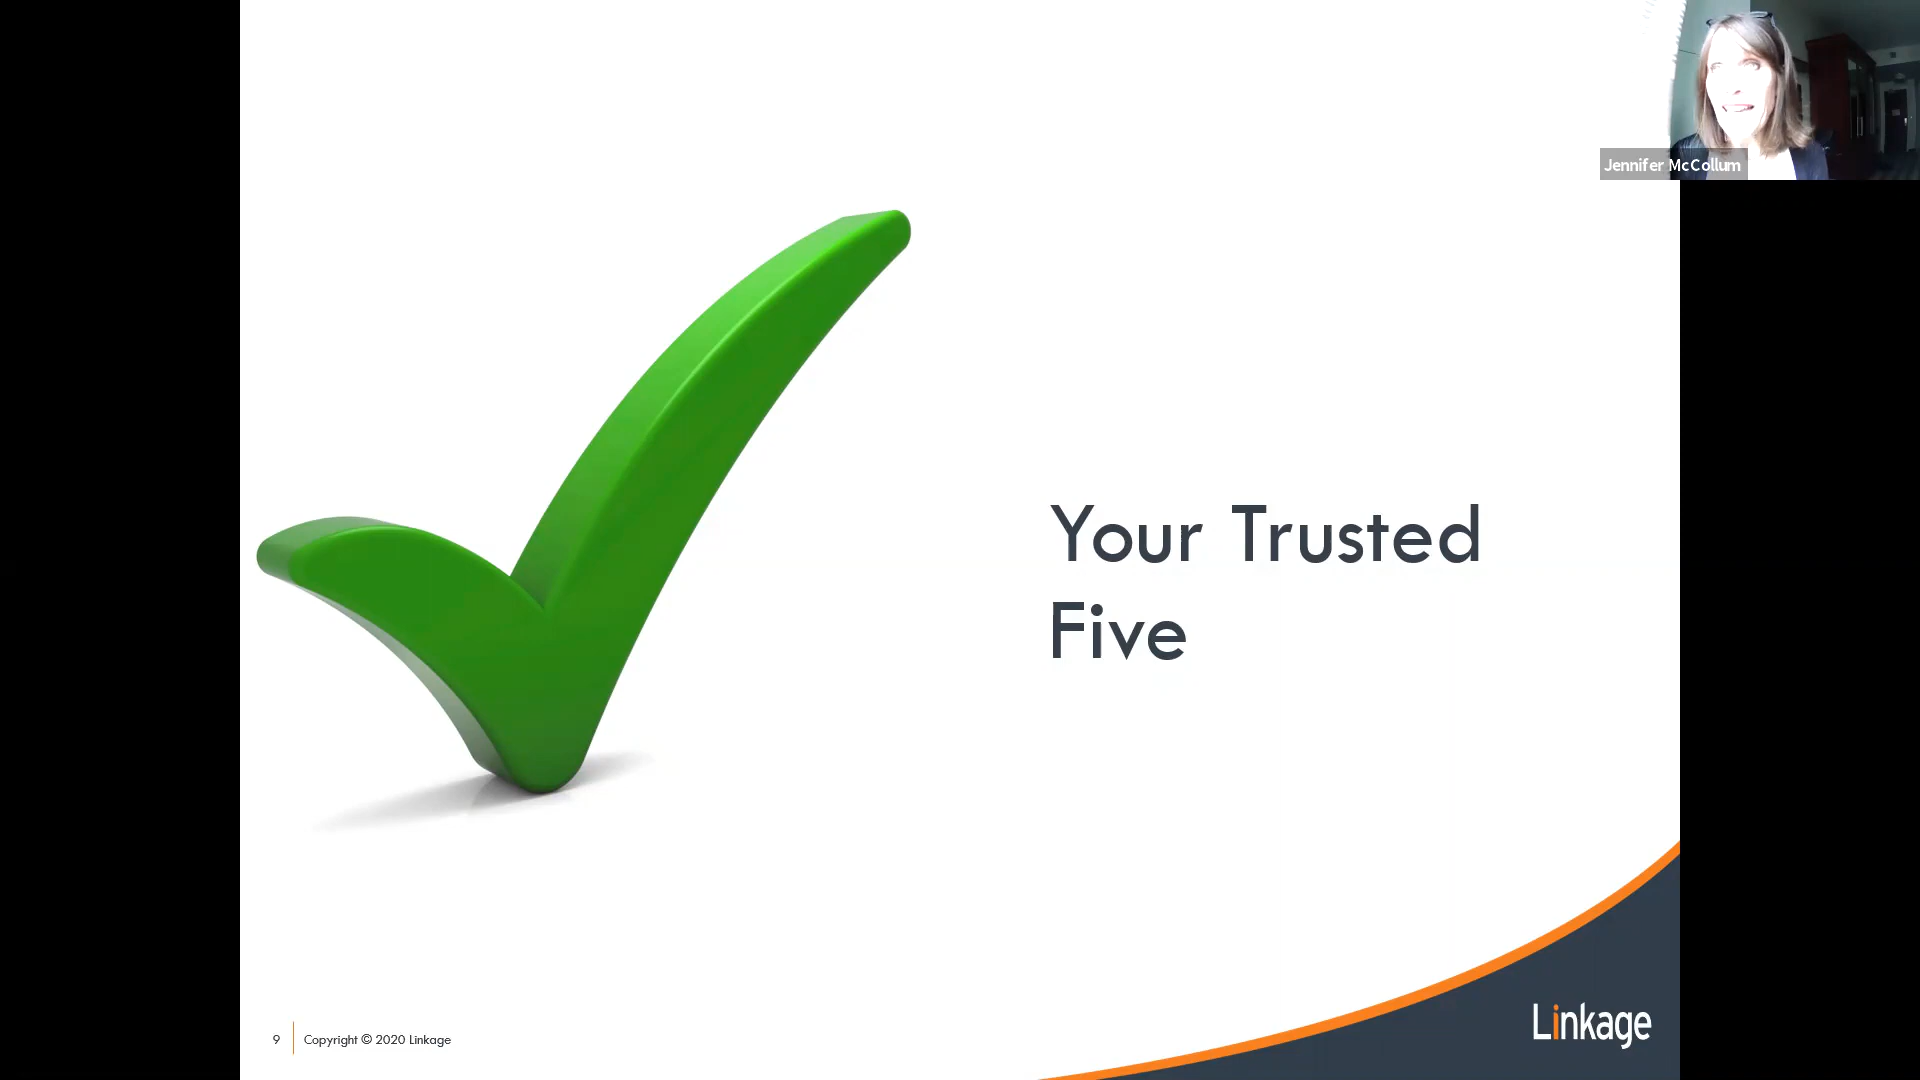 Jennifer McCollum
Your Trusted
Five
9
Copyright © 2020 Linkage
Linkage